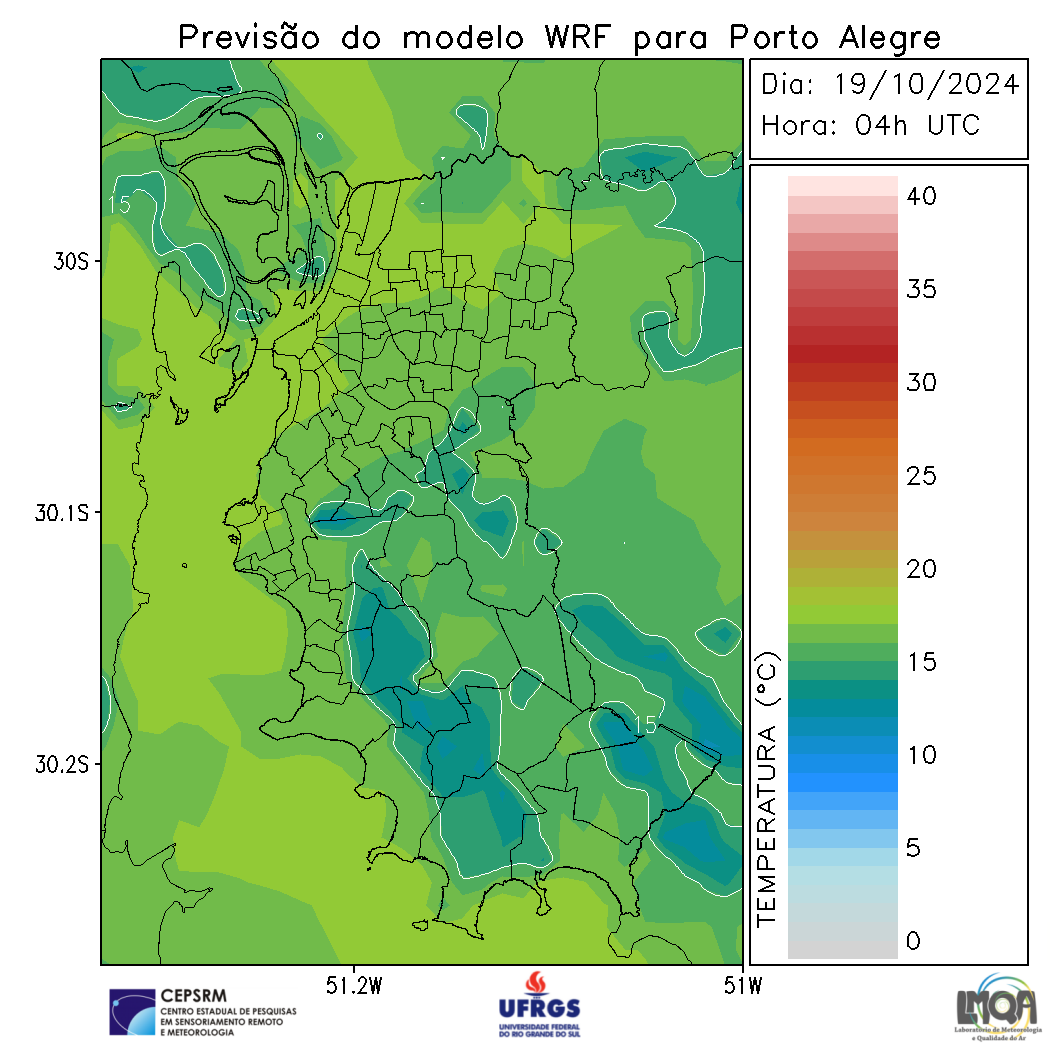 Previsão do modelo WRF para Porto Alegre
Dia: 19/10/2024
Hora: 04h UTC
40
35
30
25
20
15
10
5
0
TEMPERATURA (°C)
15
15
30S
30.1S
30.2S
51.2W
51W
CEPSRM
CENTRO ESTADUAL DE PESQUISAS
EM SENSORIAMENTO REMOTO
E METEOROLOGIA
UFRGS
UNIVERSIDADE FEDERAL
DO RIO GRANDE DO SUL
LMQA
Laboratório de Meteorologia
e Qualidade do Ar